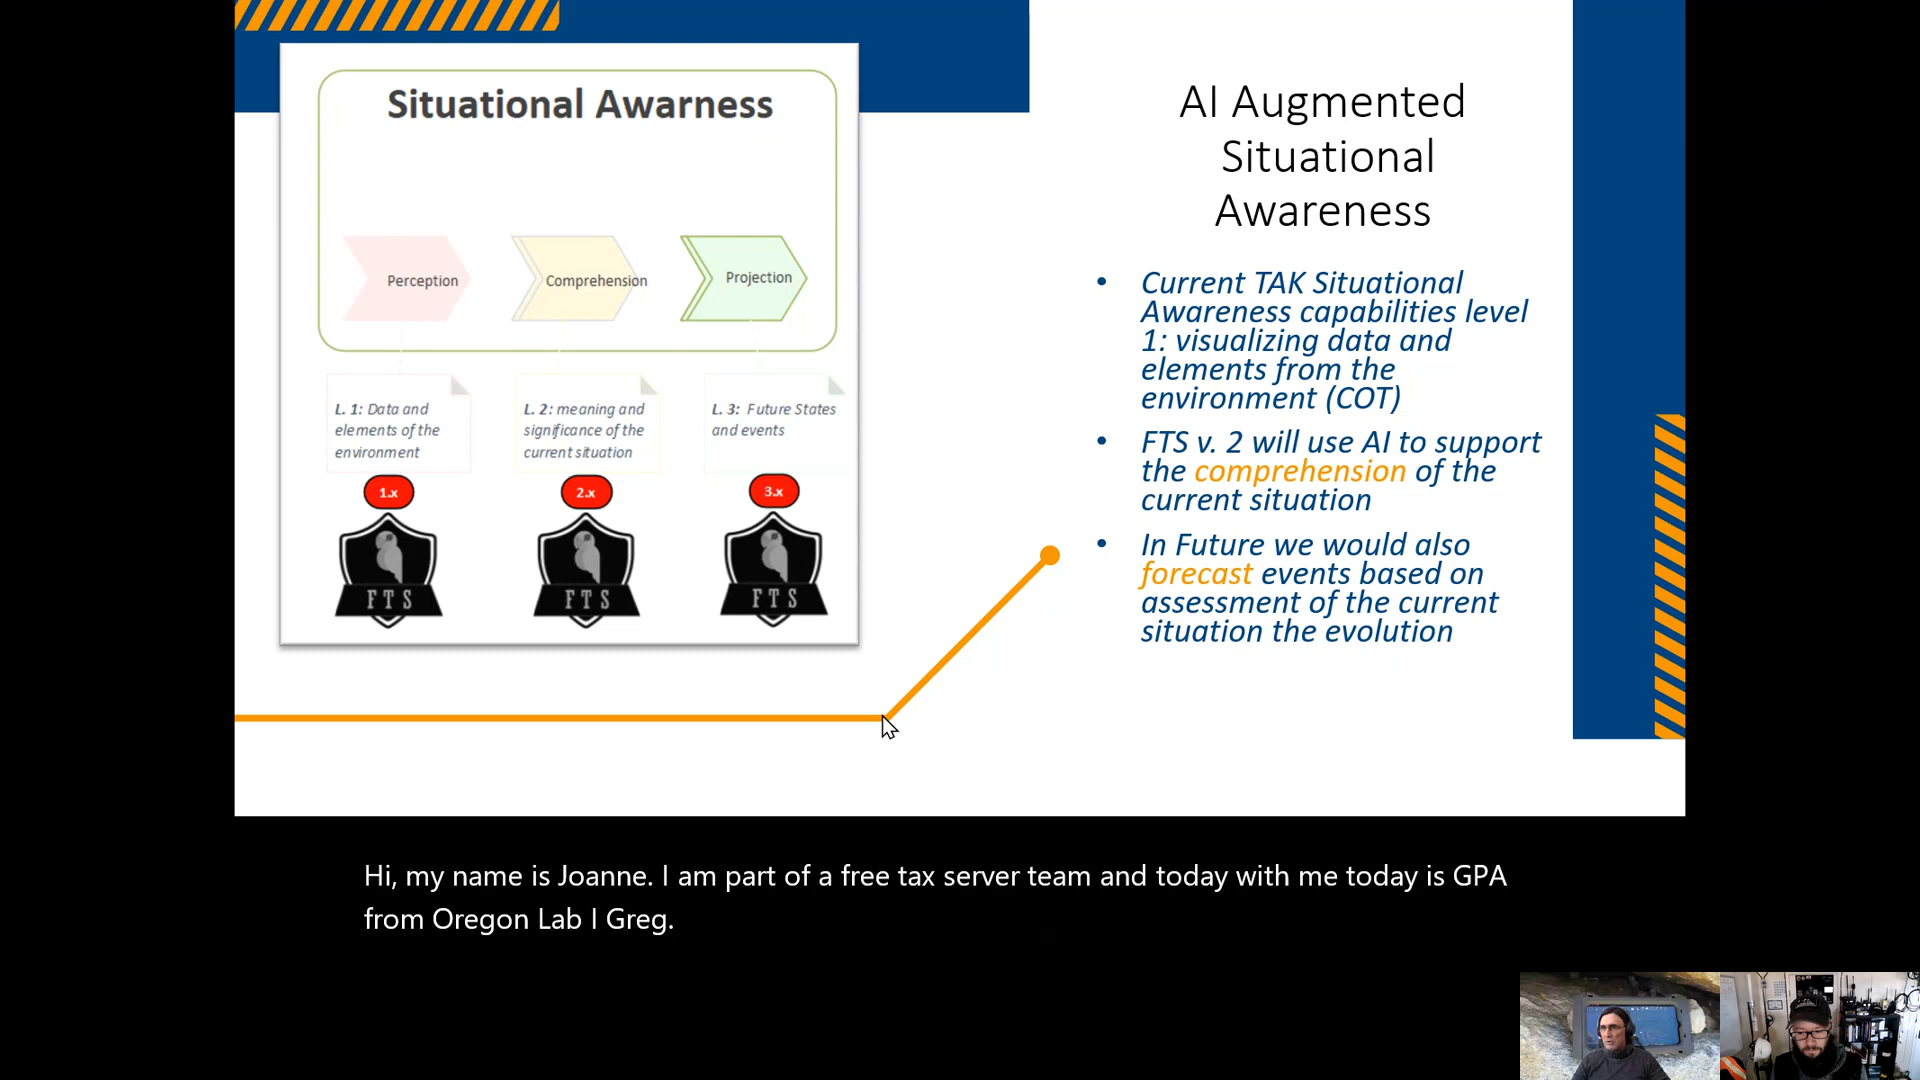 Situational Awarness
Perception
Comprehension
Projection
L. 1: Data and
elements of the
environment
L. 2: meaning and
significance of the
current situation
L. 3: Future States
and events
1.x
2.x
3.x
FTS
FTS
FTS
AI Augmented
Situational
Awareness
• Current TAK Situational
Awareness capabilities level
1: visualizing data and
elements from the
environment (COT)
• FTS v. 2 will use AI to support
the comprehension of the
current situation
• In Future we would also
forecast events based on
assessment of the current
situation the evolution
Hi, my name is Joanne. I am part of a free tax server team and today with me today is GPA
from Oregon Lab I Greg.